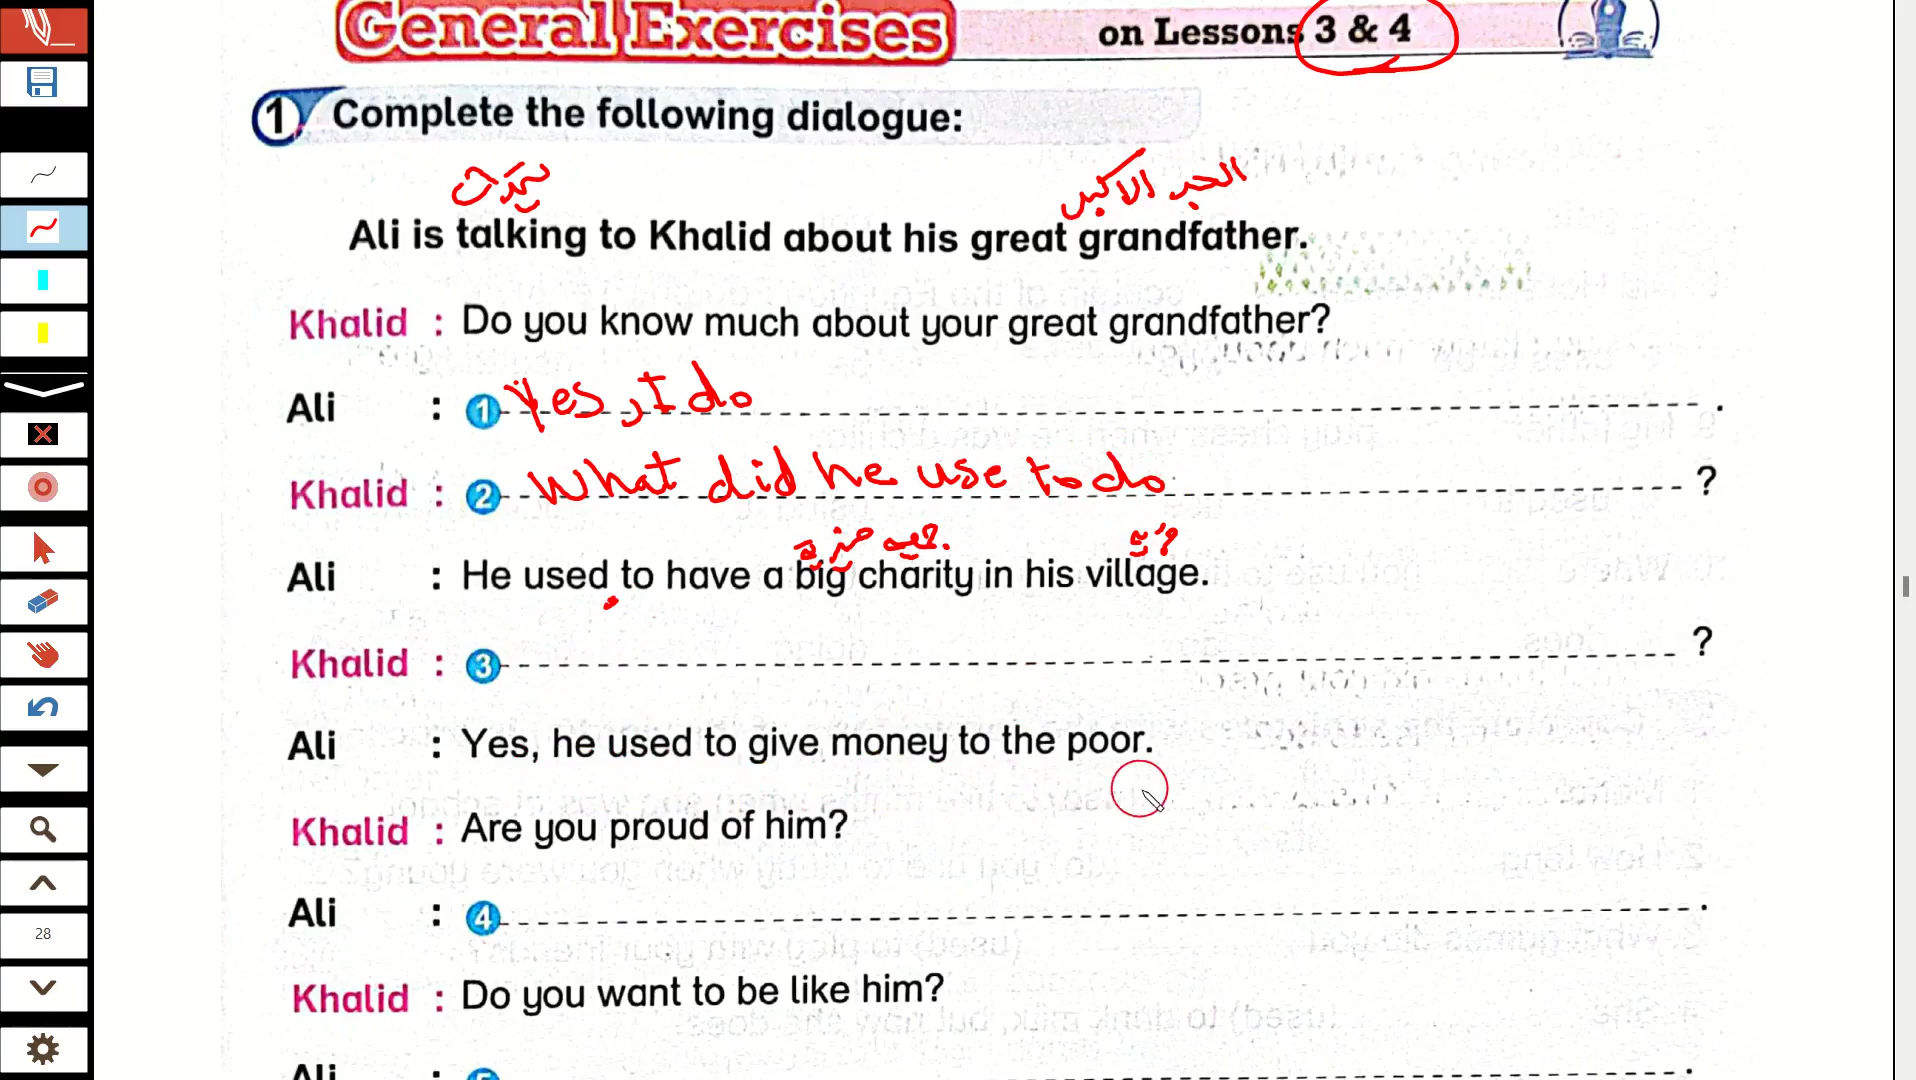 General Exercises on Lessons 3 & 4
1 Complete the following dialogue:
يتحدث الجد الاكبر
Ali is talking to Khalid about his great grandfather.
Khalid : Do you know much about your great grandfather?
Ali : 1 Yes, I do .
Khalid : 2 What did he use to do ?
جمعية خيرية قرية
Ali : He used to have a big charity in his village.
Khalid : 3 ?
Ali : Yes, he used to give money to the poor.
Khalid : Are you proud of him?
Ali : 4 .
Khalid : Do you want to be like him?
Ali : 5 .
28